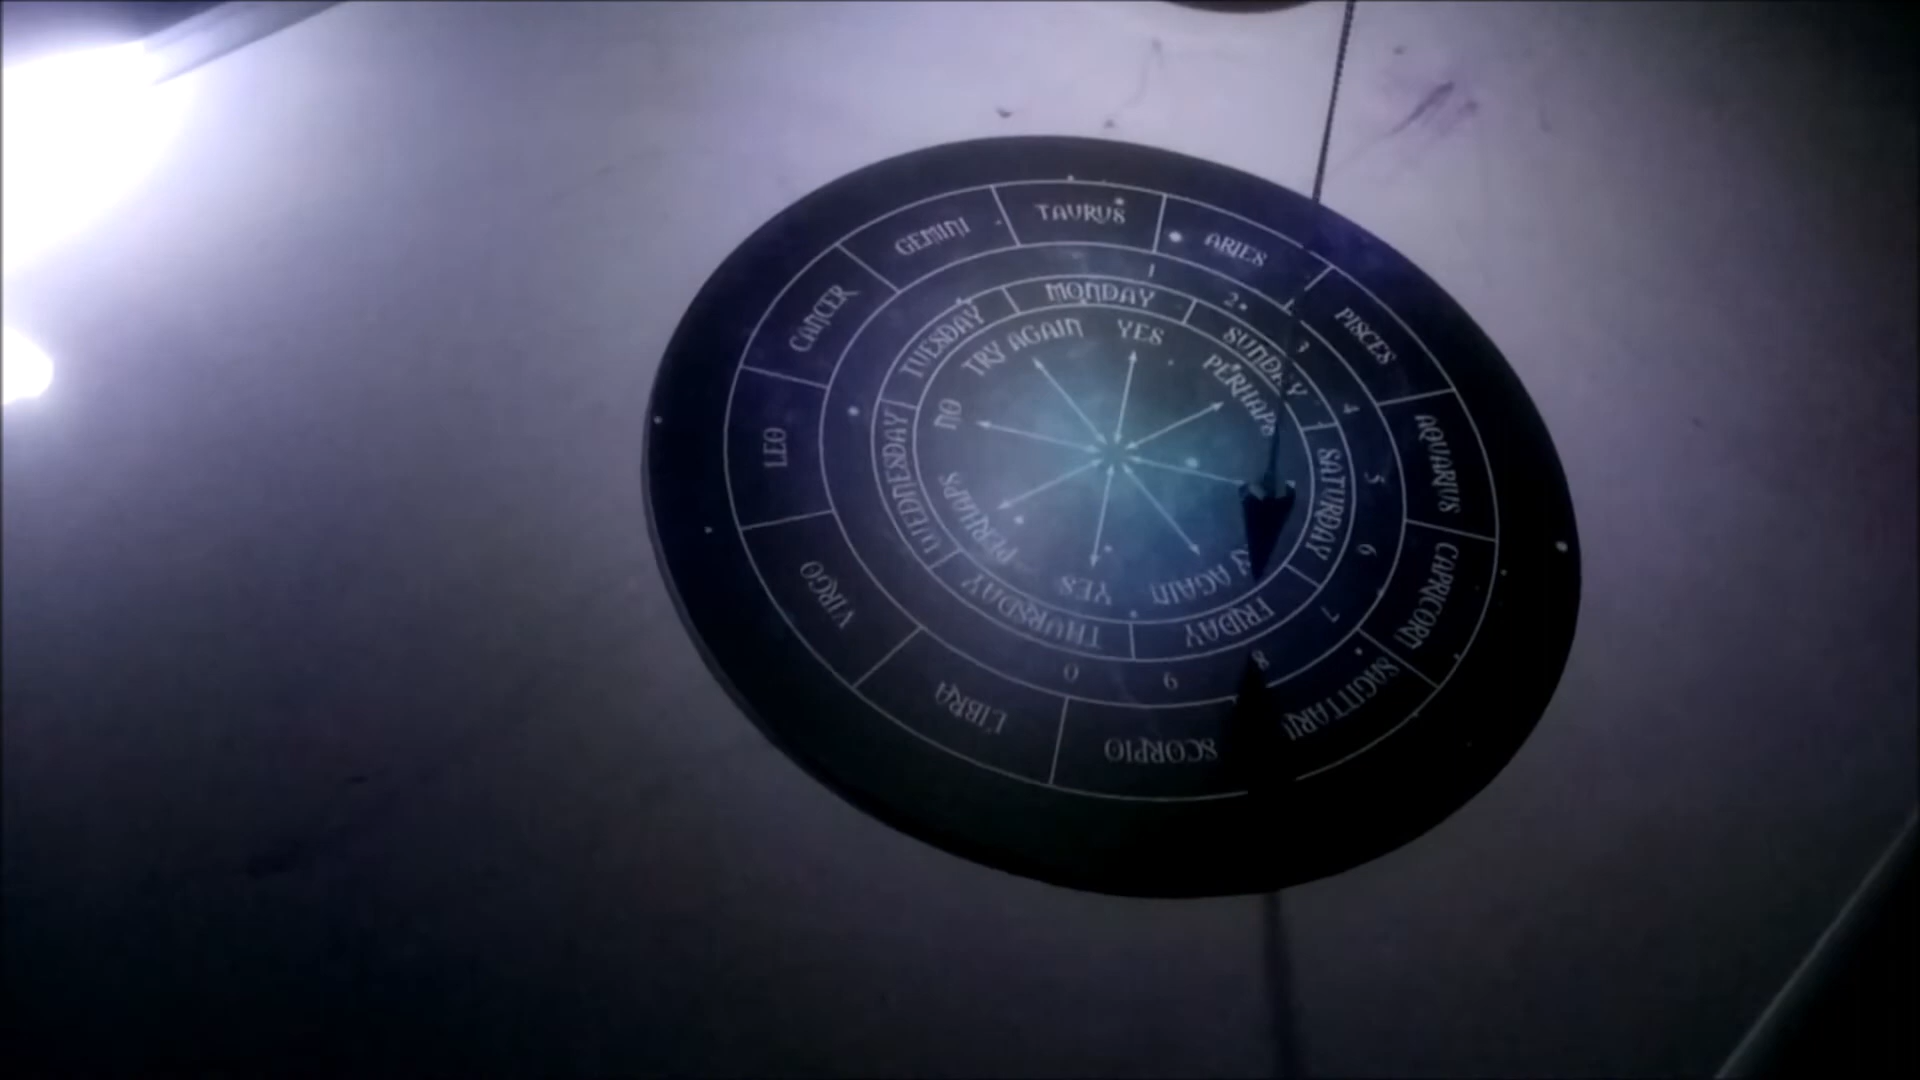 TAURUS
ARIES
PISCES
AQUARIUS
CAPRICORN
SCORPIO
LIBRA
VIRGO
LEO
CANCER
GEMINI
1
2
3
4
5
6
7
8
9
0
MONDAY
SUNDAY
SATURDAY
FRIDAY
THURSDAY
WEDNESDAY
TUESDAY
YES
PERHAPS
AGAIN
YES
PERHAPS
NO
TRY AGAIN